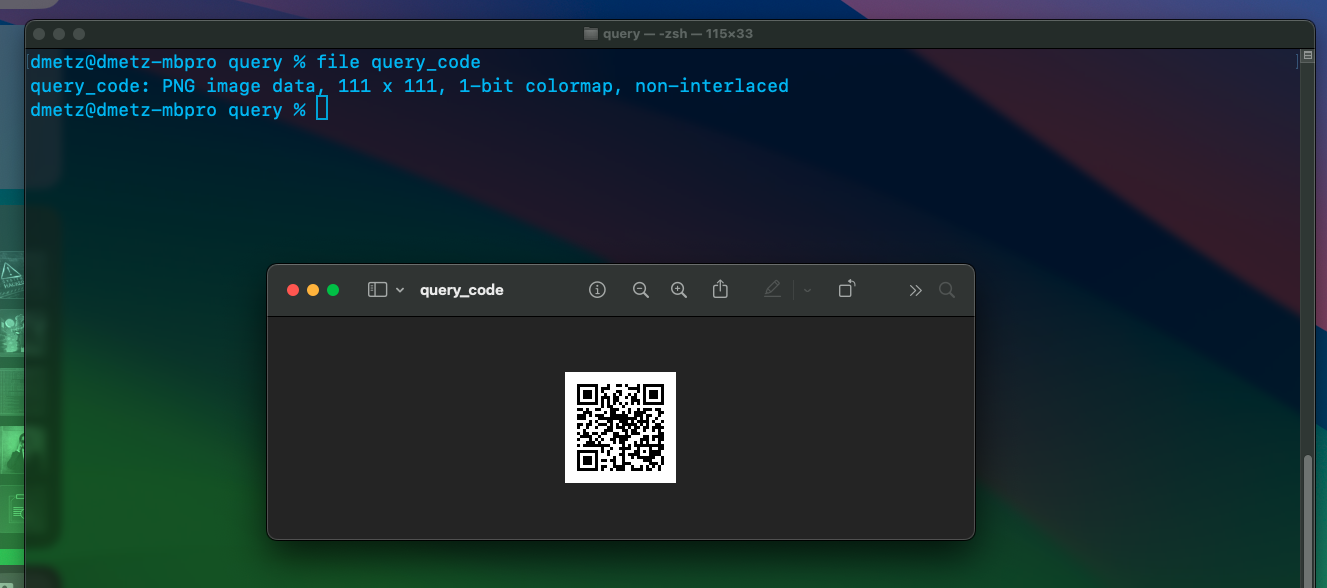 query — -zsh — 115×33
dmetz@dmetz-mbpro query % file query_code
query_code: PNG image data, 111 x 111, 1-bit colormap, non-interlaced
dmetz@dmetz-mbpro query %
query_code